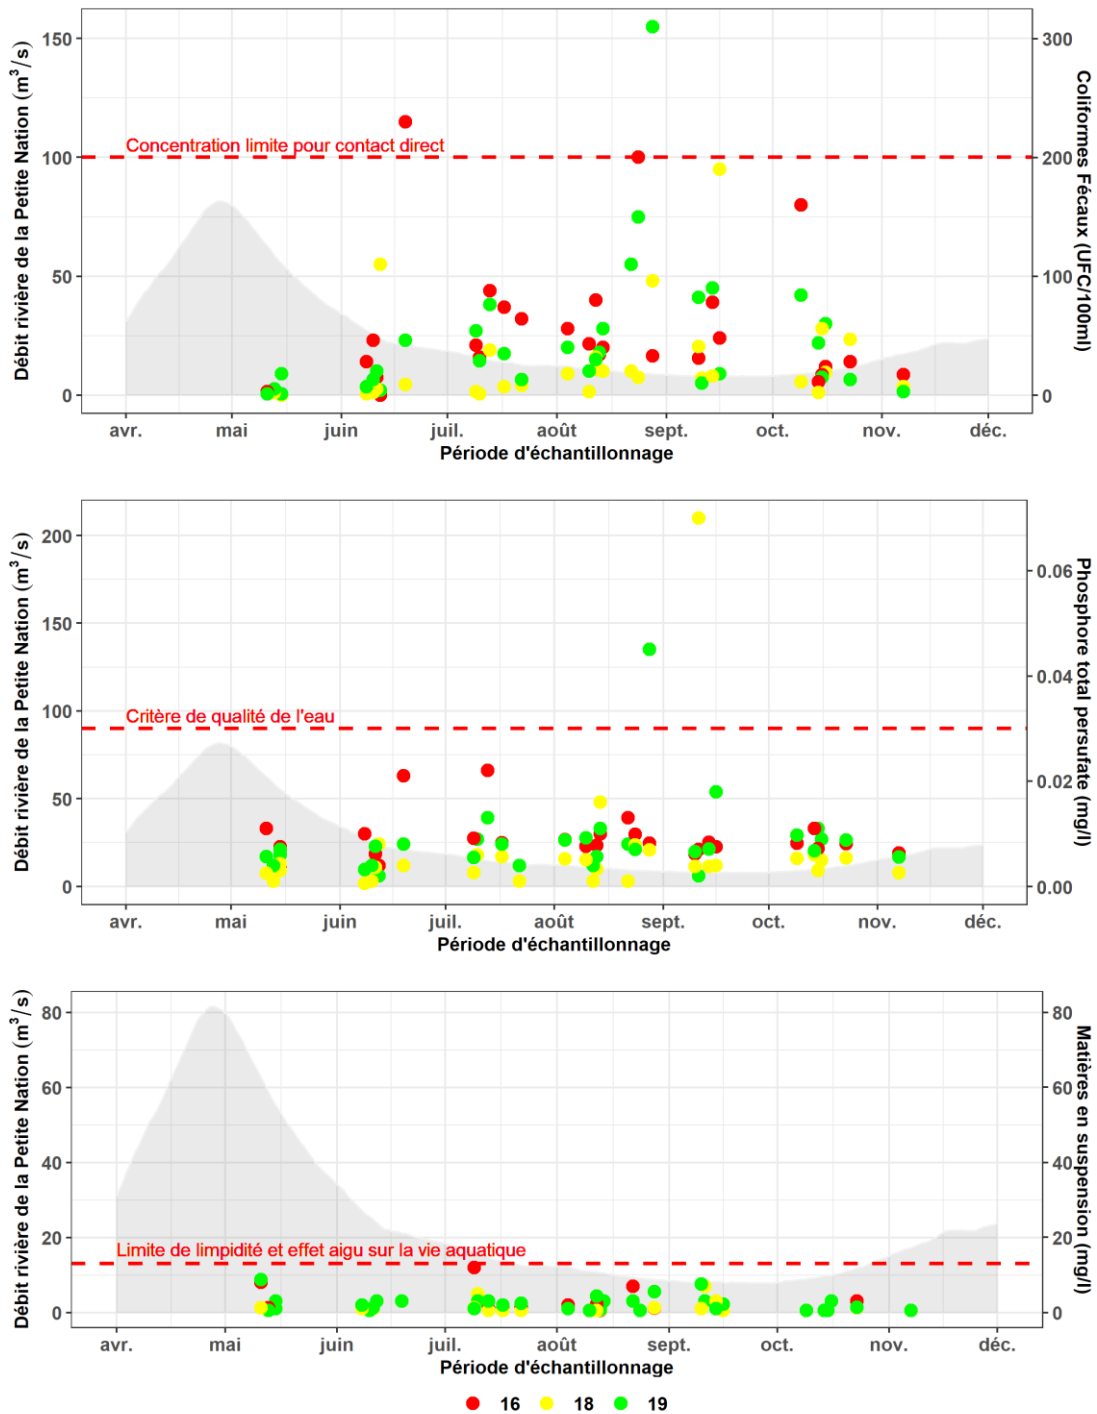 Débit rivière de la Petite Nation (m³/s)
150
100
50
0
Concentration limite pour contact direct
300
200
100
0
Coliformes Fécaux (UFC/100ml)
avr. mai juin juil. août sept. oct. nov. déc.
Période d'échantillonnage
Débit rivière de la Petite Nation (m³/s)
200
150
100
50
0
Critère de qualité de l'eau
0.06
0.04
0.02
0.00
Phosphore total persufate (mg/l)
avr. mai juin juil. août sept. oct. nov. déc.
Période d'échantillonnage
Débit rivière de la Petite Nation (m³/s)
80
60
40
20
0
Limite de limpidité et effet aigu sur la vie aquatique
80
60
40
20
0
Matières en suspension (mg/l)
avr. mai juin juil. août sept. oct. nov. déc.
Période d'échantillonnage
16 18 19